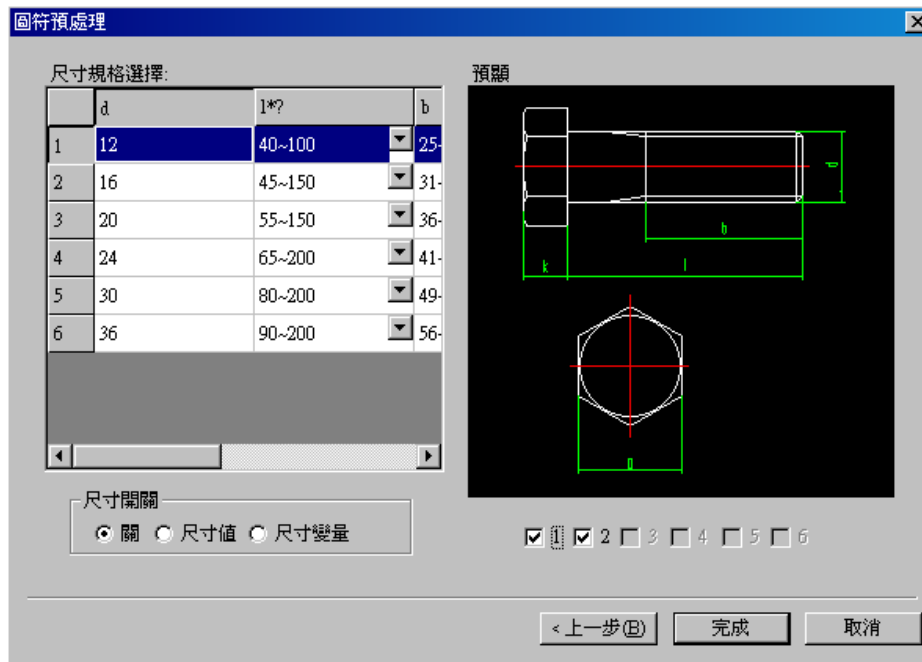 圖符預處理
尺寸規格選擇:
預顯
d l*? b
1 12 40~100 25-
2 16 45~150 31-
3 20 55~150 36-
4 24 65~200 41-
5 30 80~200 49-
6 36 90~200 56-
d
b
k l
尺寸開關
關 尺寸值 尺寸變量
1 2 3 4 5 6
<上一步(B) 完成 取消